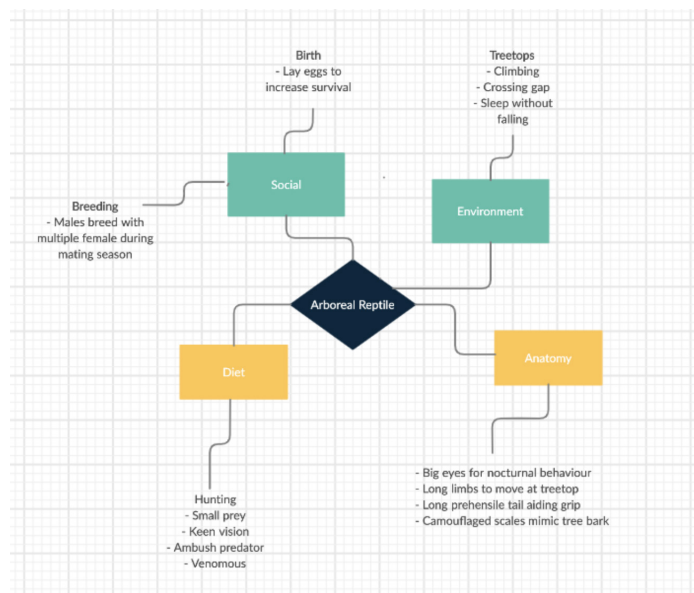 Birth
- Lay eggs to
increase survival
Treetops
- Climbing
- Crossing gap
- Sleep without
falling
Social
Environment
Breeding
- Males breed with
multiple female during
mating season
Arboreal Reptile
Diet
Anatomy
Hunting
- Small prey
- Keen vision
- Ambush predator
- Venomous
- Big eyes for nocturnal behaviour
- Long limbs to move at treetop
- Long prehensile tail aiding grip
- Camouflaged scales mimic tree bark